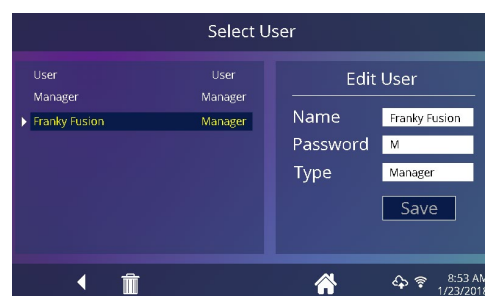 Select User
User User
Manager Manager
Franky Fusion Manager
Edit User
Name Franky Fusion
Password M
Type Manager
Save
8:53 AM
1/23/2018